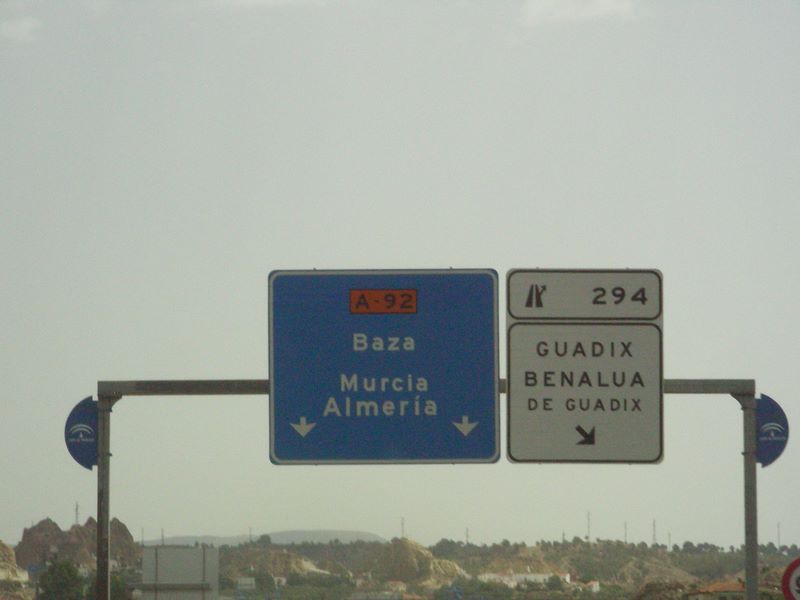 A-92
Baza
Murcia
Almería
294
GUADIX
BENALUA
DE GUADIX